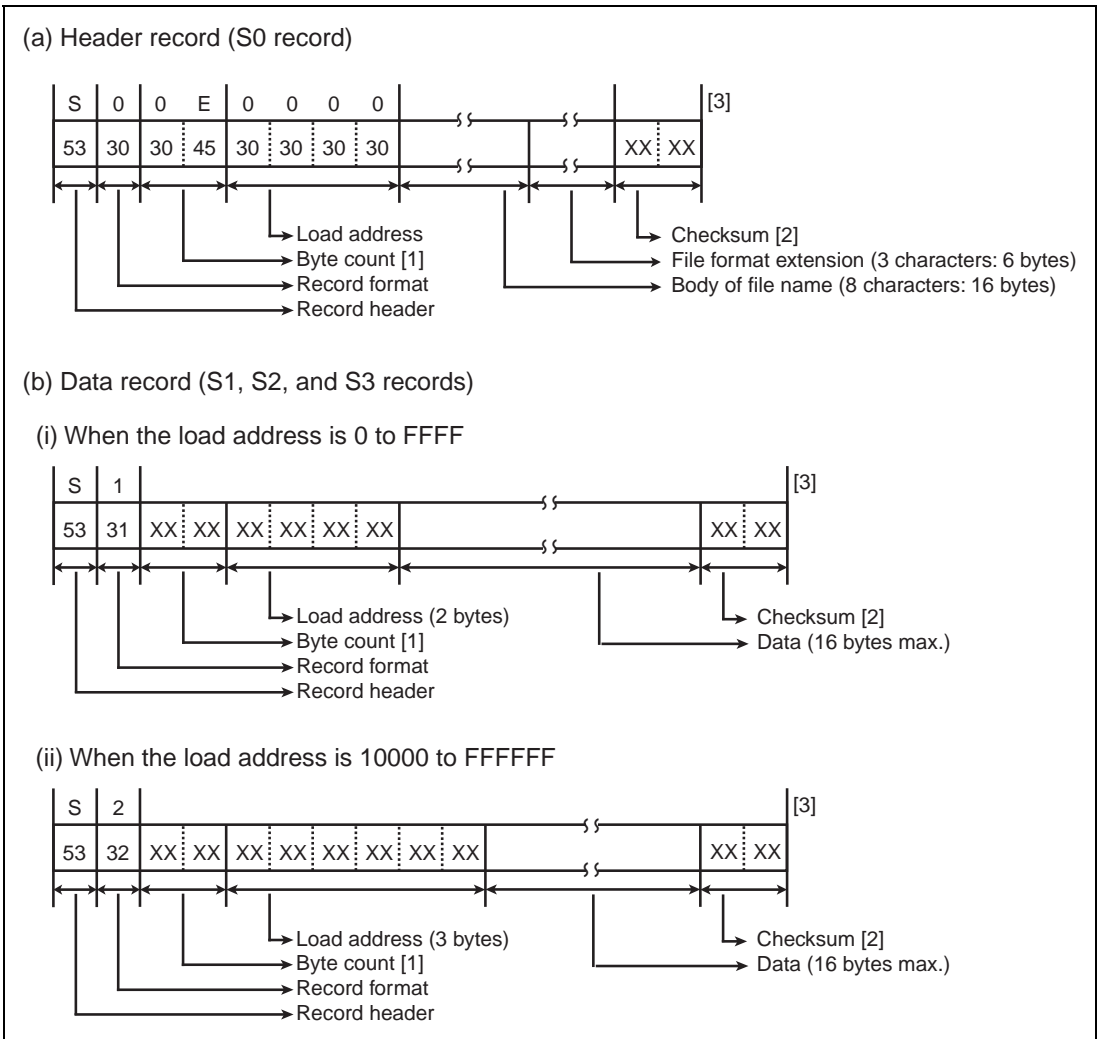 (a) Header record (S0 record)
S 0 0 E 0 0 0 0 [3]
53 30 30 45 30 30 30 30 XX XX
Load address
Byte count [1]
Record format
Record header
Checksum [2]
File format extension (3 characters: 6 bytes)
Body of file name (8 characters: 16 bytes)
(b) Data record (S1, S2, and S3 records)
(i) When the load address is 0 to FFFF
S 1 [3]
53 31 XX XX XX XX XX XX XX XX
Load address (2 bytes)
Byte count [1]
Record format
Record header
Checksum [2]
Data (16 bytes max.)
(ii) When the load address is 10000 to FFFFFF
S 2 [3]
53 32 XX XX XX XX XX XX XX XX XX XX
Load address (3 bytes)
Byte count [1]
Record format
Record header
Checksum [2]
Data (16 bytes max.)